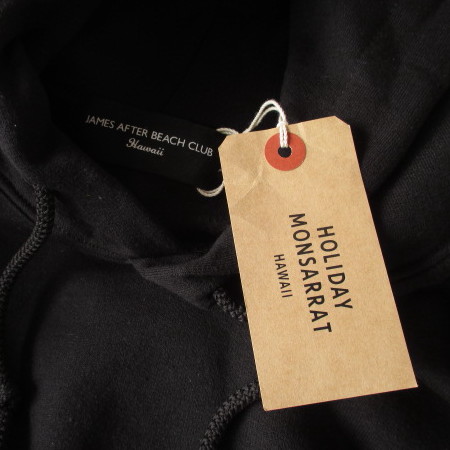 JAMES AFTER BEACH CLUB
Hawaii
HOLIDAY
MONSARRAT
HAWAII